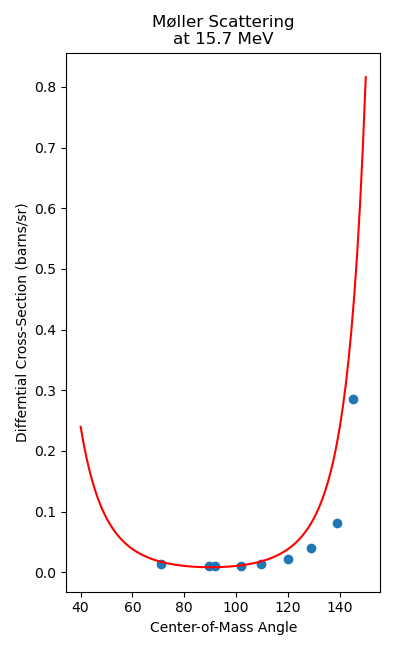 Møller Scattering
at 15.7 MeV
0.8
0.7
0.6
0.5
0.4
0.3
0.2
0.1
0.0
Differntial Cross-Section (barns/sr)
40 60 80 100 120 140
Center-of-Mass Angle